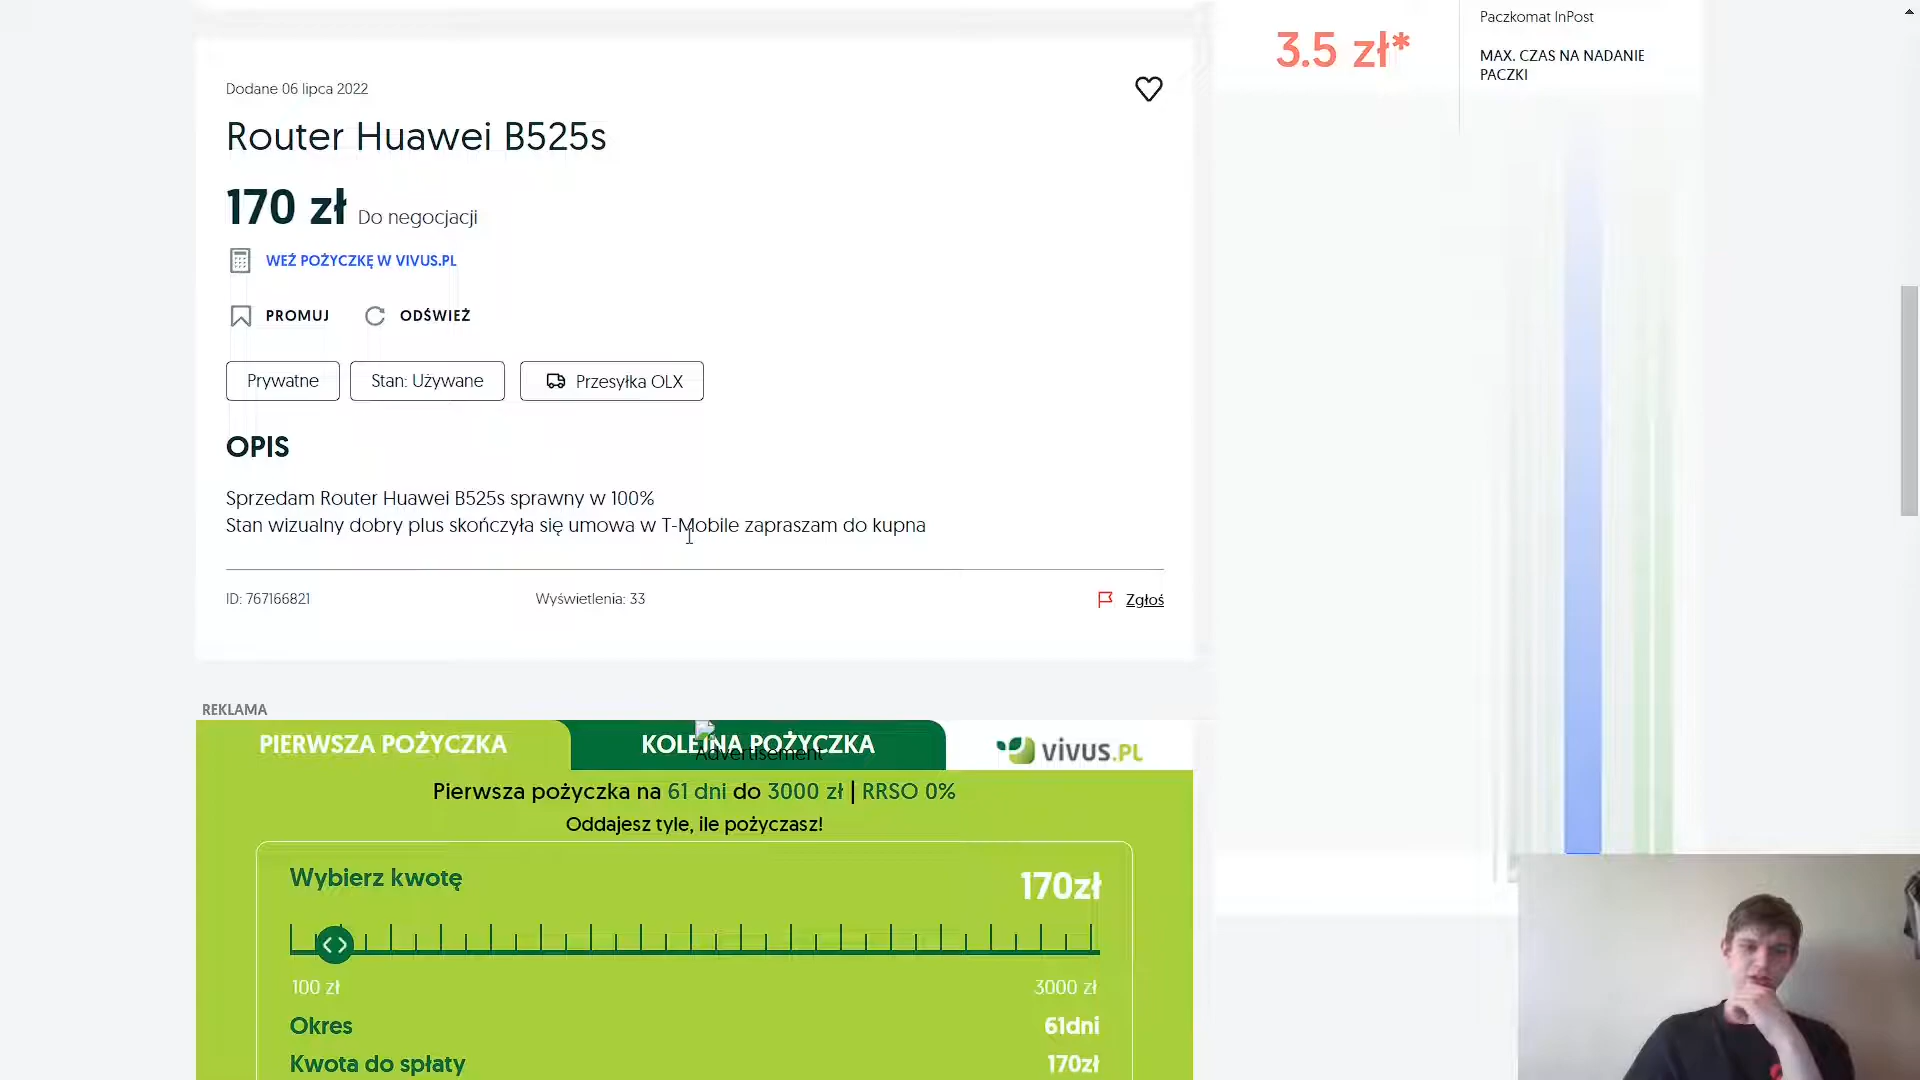 Paczkomat InPost
3.5 zł*
MAX. CZAS NA NADANIE
PACZKI
Dodane 06 lipca 2022
Router Huawei B525s
170 zł Do negocjacji
WEŹ POŻYCZKĘ W VIVUS.PL
PROMUJ ODŚWIEŻ
Prywatne Stan: Używane Przesyłka OLX
OPIS
Sprzedam Router Huawei B525s sprawny w 100%
Stan wizualny dobry plus skończyła się umowa w T-Mobile zapraszam do kupna
ID: 767166821 Wyświetlenia: 33 Zgłoś
REKLAMA
PIERWSZA POŻYCZKA KOLEJNA POŻYCZKA vivus.PL
Advertisement
Pierwsza pożyczka na 61 dni do 3000 zł | RRSO 0%
Oddajesz tyle, ile pożyczasz!
Wybierz kwotę 170zł
100 zł 3000 zł
Okres 61dni
Kwota do spłaty 170zł